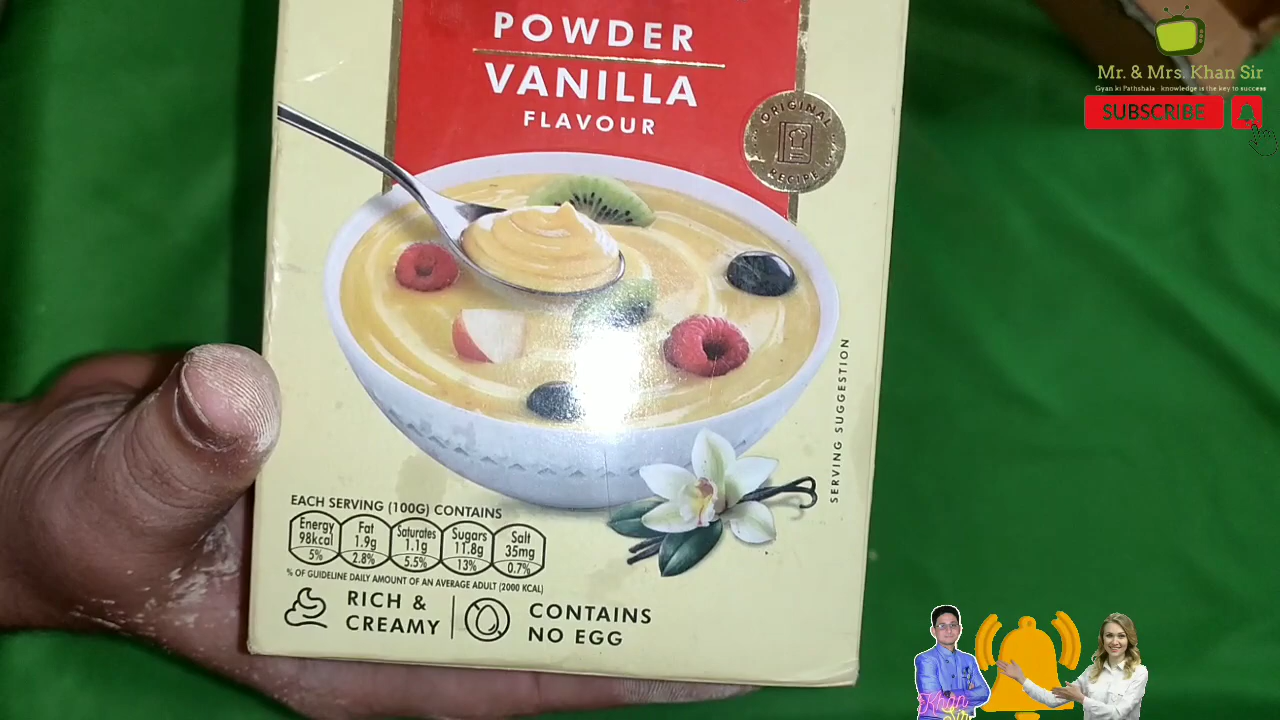 POWDER
VANILLA
FLAVOUR
ORIGINAL
RECIPE
SERVING SUGGESTION
EACH SERVING (100G) CONTAINS
Energy 98kcal 5%
Fat 1.9g 2.8%
Saturates 1.1g 5.5%
Sugars 11.8g 13%
Salt 35mg 0.7%
% OF GUIDELINE DAILY AMOUNT OF AN AVERAGE ADULT (2000 KCAL)
RICH &
CREAMY
CONTAINS
NO EGG
Mr. & Mrs. Khan Sir
Gyan ki Pathshala - knowledge is the key to success
SUBSCRIBE
Khan
Sir